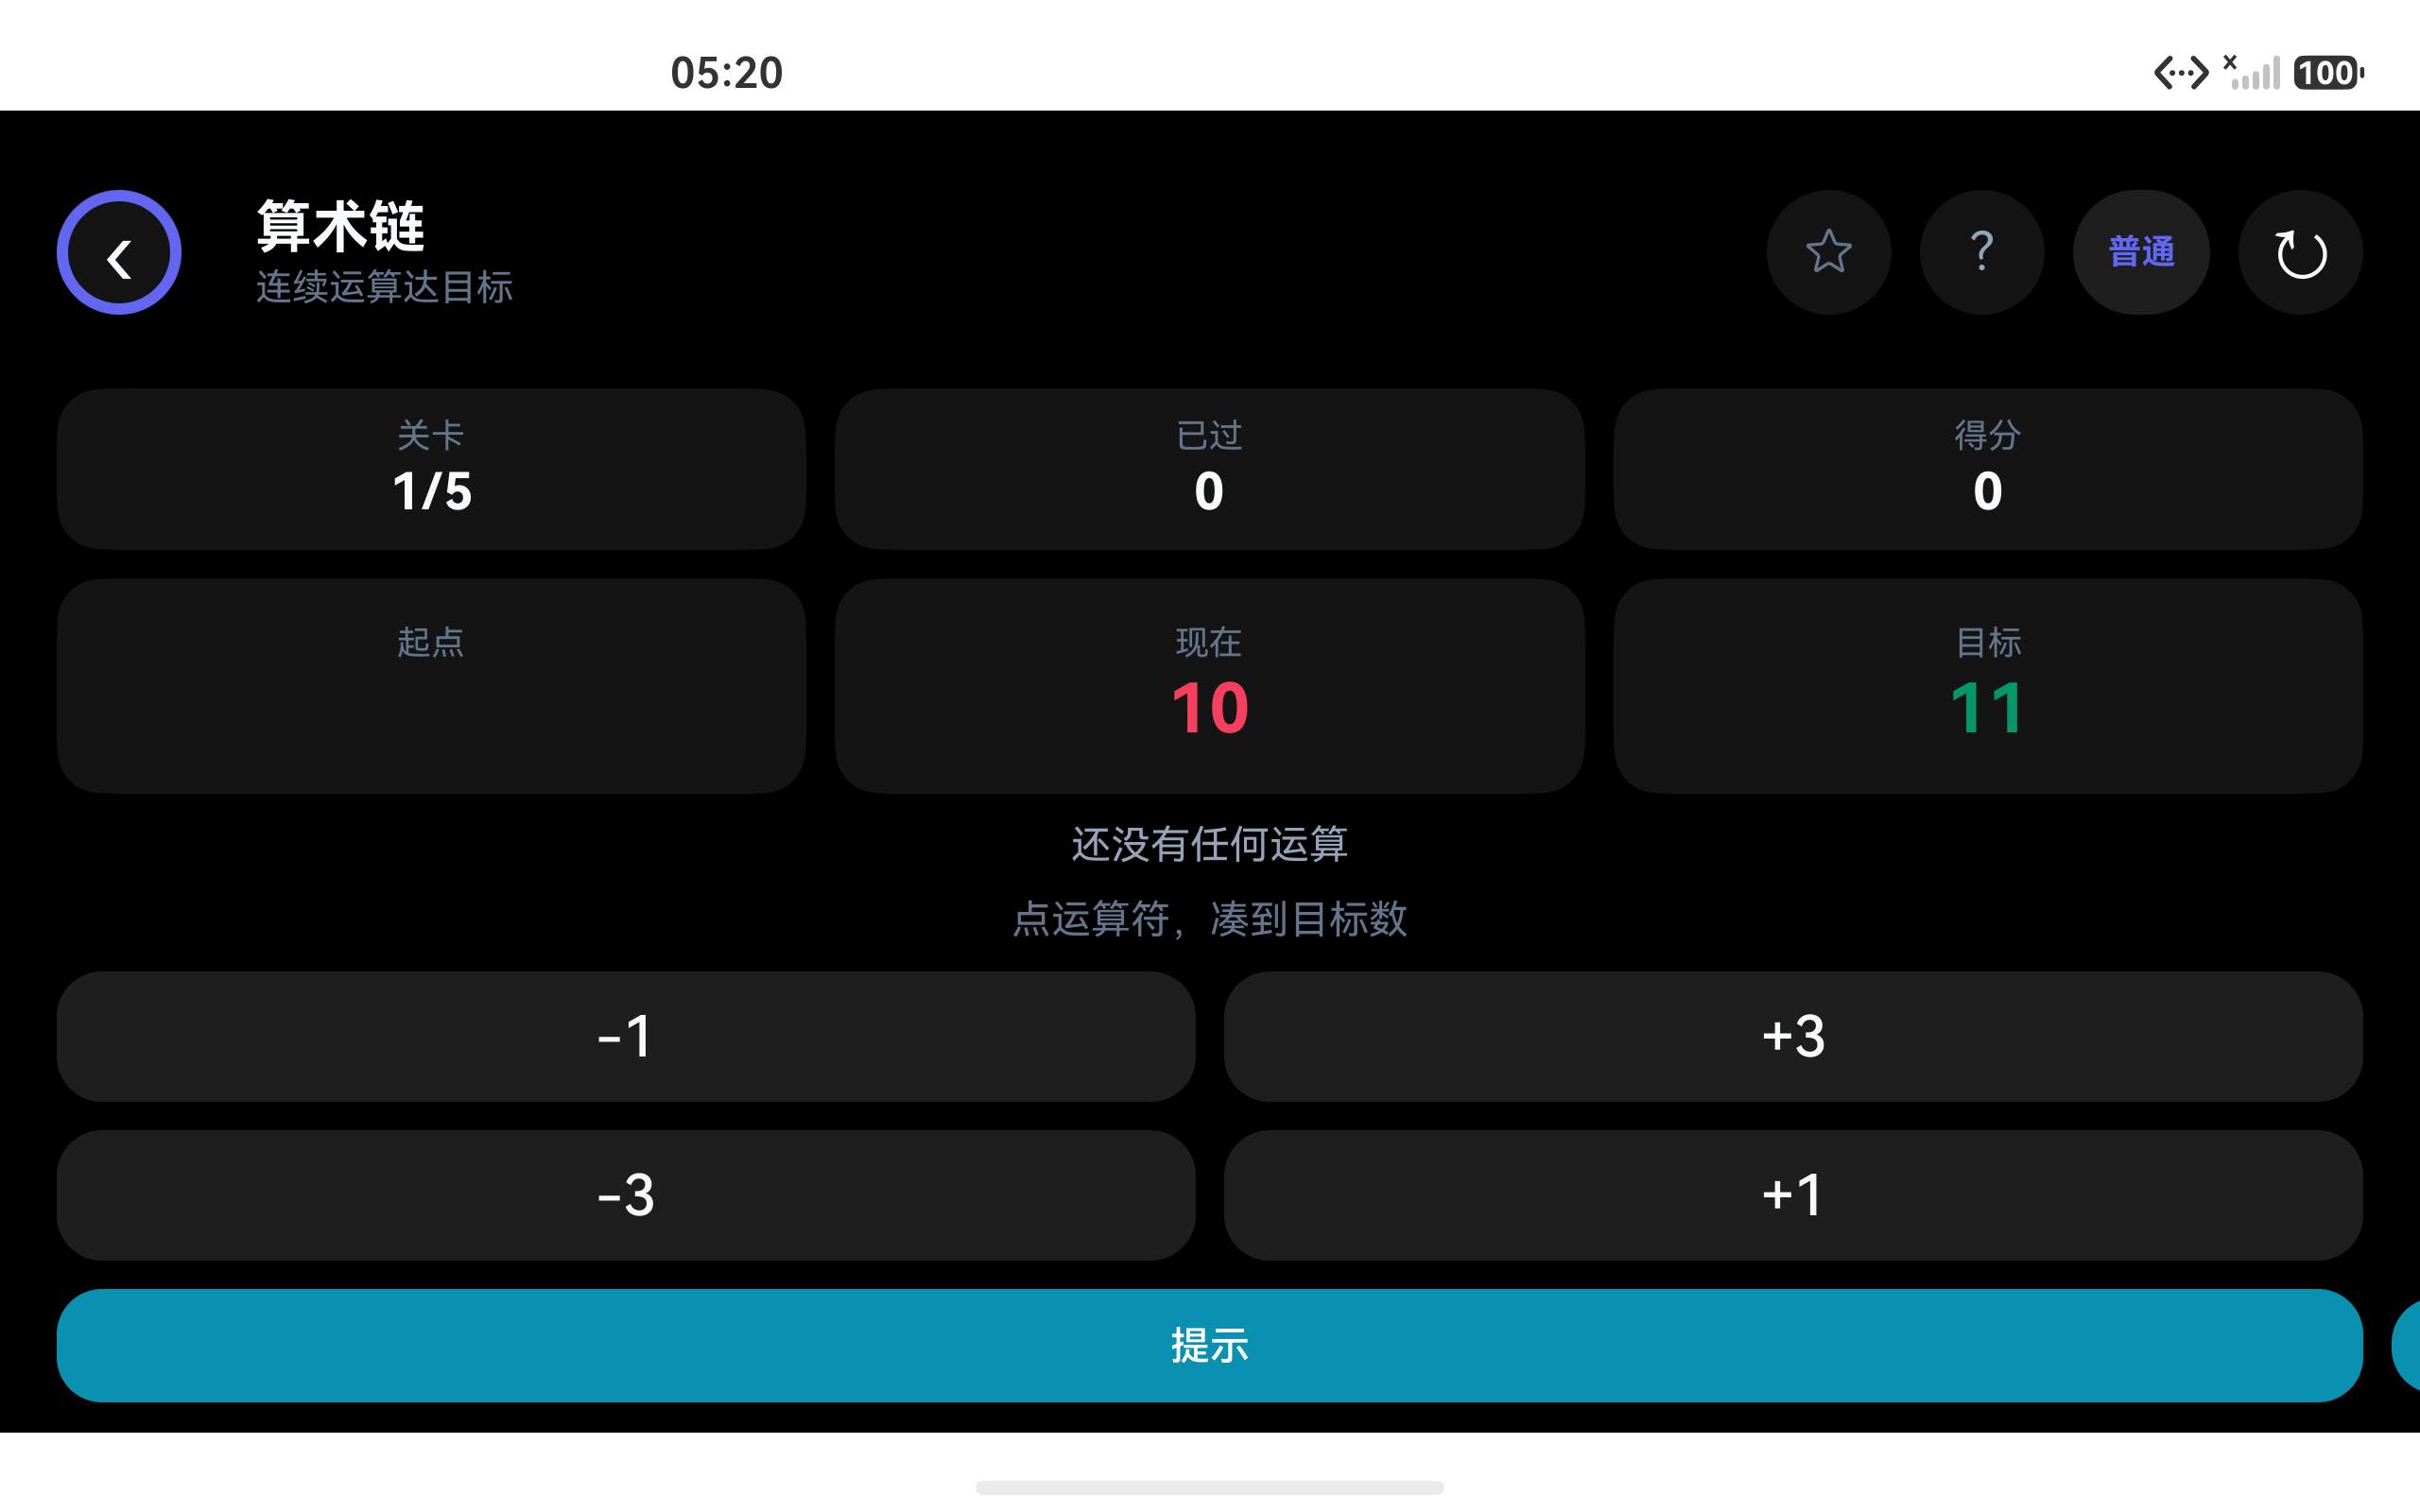 05:20
100
算术链
连续运算达目标
?
普通
关卡
1/5
已过
0
得分
0
起点
现在
10
目标
11
还没有任何运算
点运算符，凑到目标数
-1
+3
-3
+1
提示